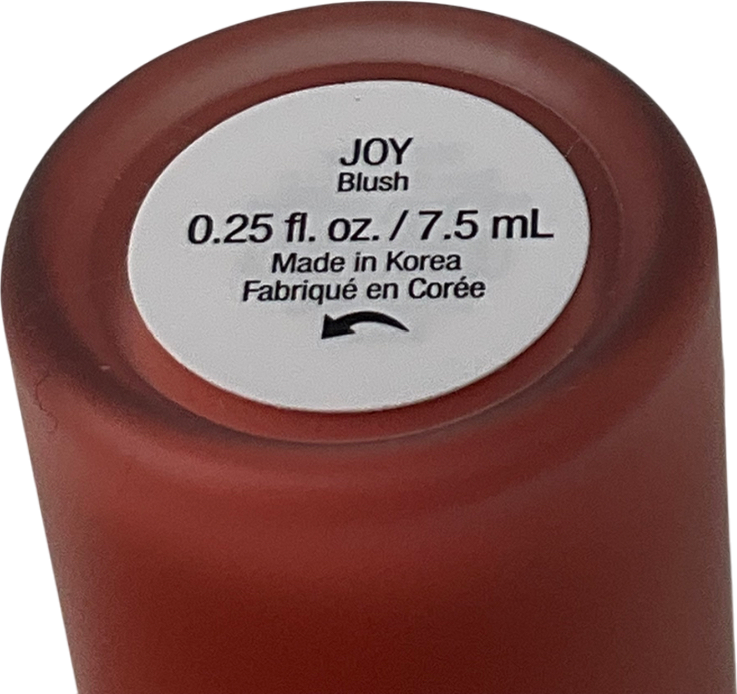 JOY
Blush
0.25 fl. oz. / 7.5 mL
Made in Korea
Fabriqué en Corée